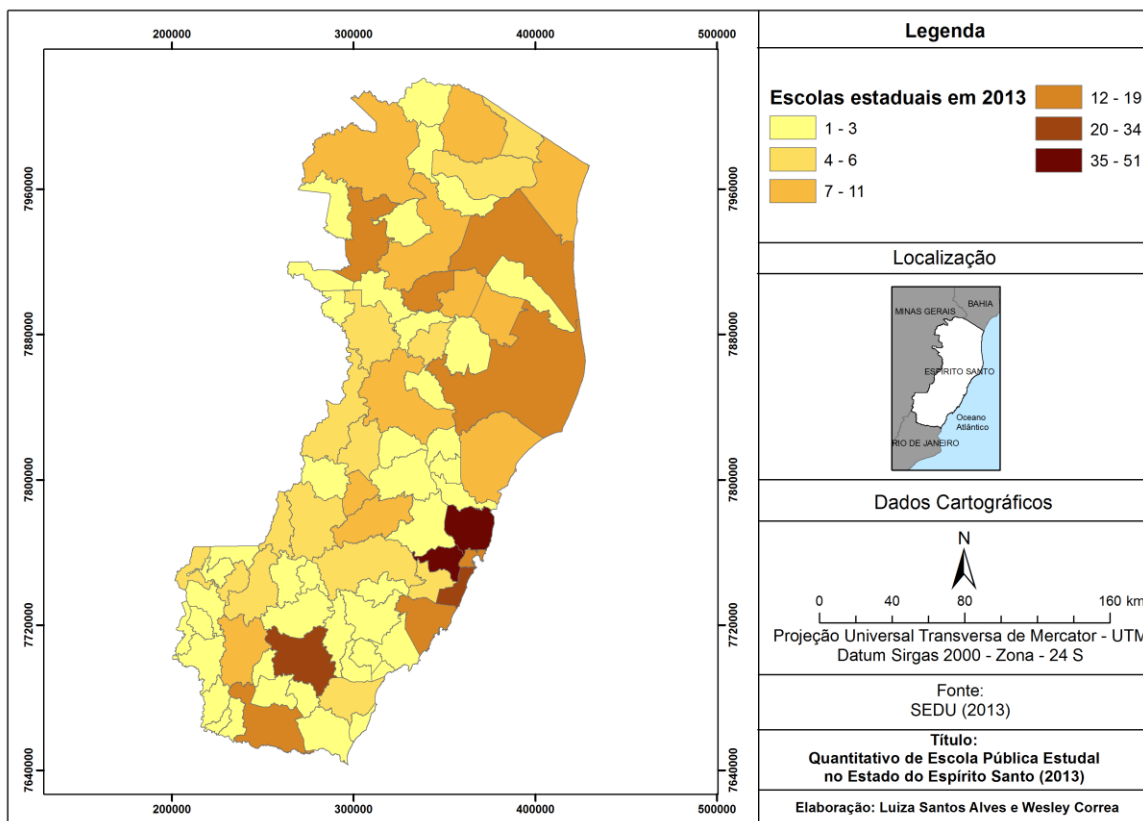 200000 300000 400000 500000
7960000
7880000
7800000
7720000
7640000
7960000
7880000
7800000
7720000
7640000
200000 300000 400000 500000
Legenda
Escolas estaduais em 2013
1 - 3
4 - 6
7 - 11
12 - 19
20 - 34
35 - 51
Localização
BAHIA
MINAS GERAIS
ESPÍRITO SANTO
Oceano
Atlântico
RIO DE JANEIRO
Dados Cartográficos
N
0 40 80 160 km
Projeção Universal Transversa de Mercator - UTM
Datum Sirgas 2000 - Zona - 24 S
Fonte:
SEDU (2013)
Título:
Quantitativo de Escola Pública Estudal
no Estado do Espírito Santo (2013)
Elaboração: Luiza Santos Alves e Wesley Correa